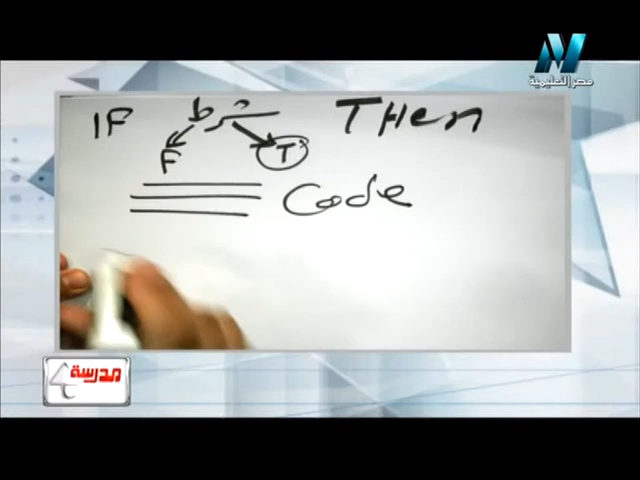 مصر التعليمية
IF شرط Then
F T
Code
مدرسة